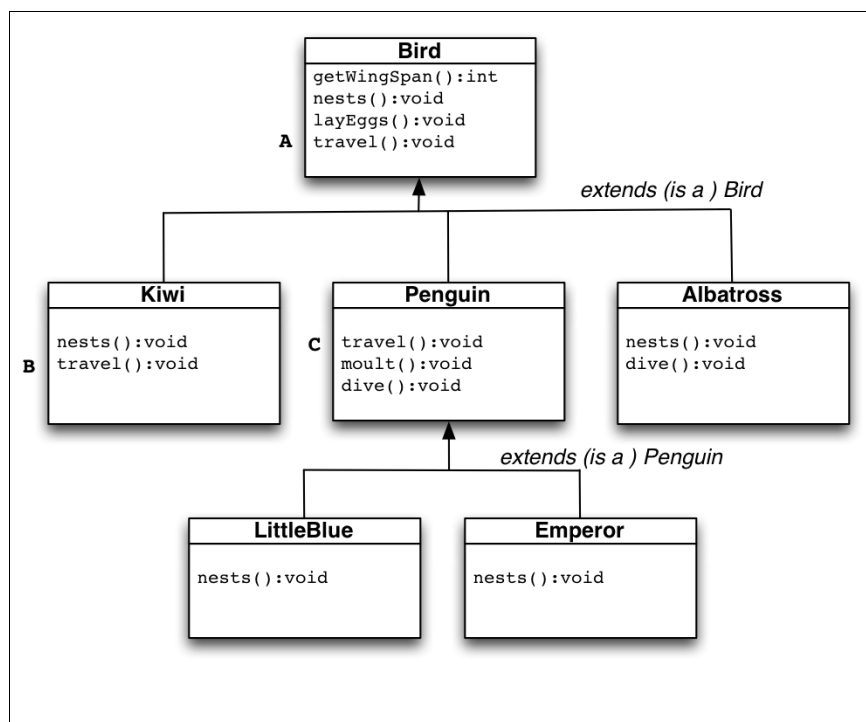 Bird
getWingSpan():int
nests():void
layEggs():void
A travel():void
extends (is a ) Bird
Kiwi
nests():void
B travel():void
Penguin
C travel():void
moult():void
dive():void
Albatross
nests():void
dive():void
extends (is a ) Penguin
LittleBlue
nests():void
Emperor
nests():void